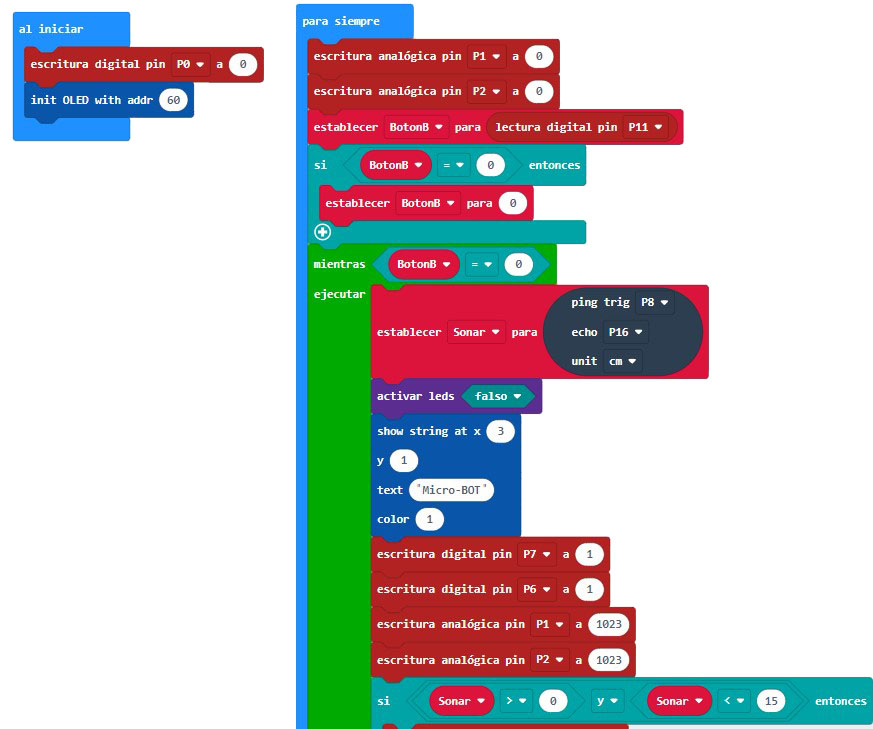 al iniciar
escritura digital pin P0 a 0
init OLED with addr 60
para siempre
escritura analógica pin P1 a 0
escritura analógica pin P2 a 0
establecer BotonB para lectura digital pin P11
si BotonB = 0 entonces
establecer BotonB para 0
mientras BotonB = 0
ejecutar
establecer Sonar para
ping trig P8
echo P16
unit cm
activar leds falso
show string at x 3
y 1
text "Micro-BOT"
color 1
escritura digital pin P7 a 1
escritura digital pin P6 a 1
escritura analógica pin P1 a 1023
escritura analógica pin P2 a 1023
si Sonar > 0 y Sonar < 15 entonces